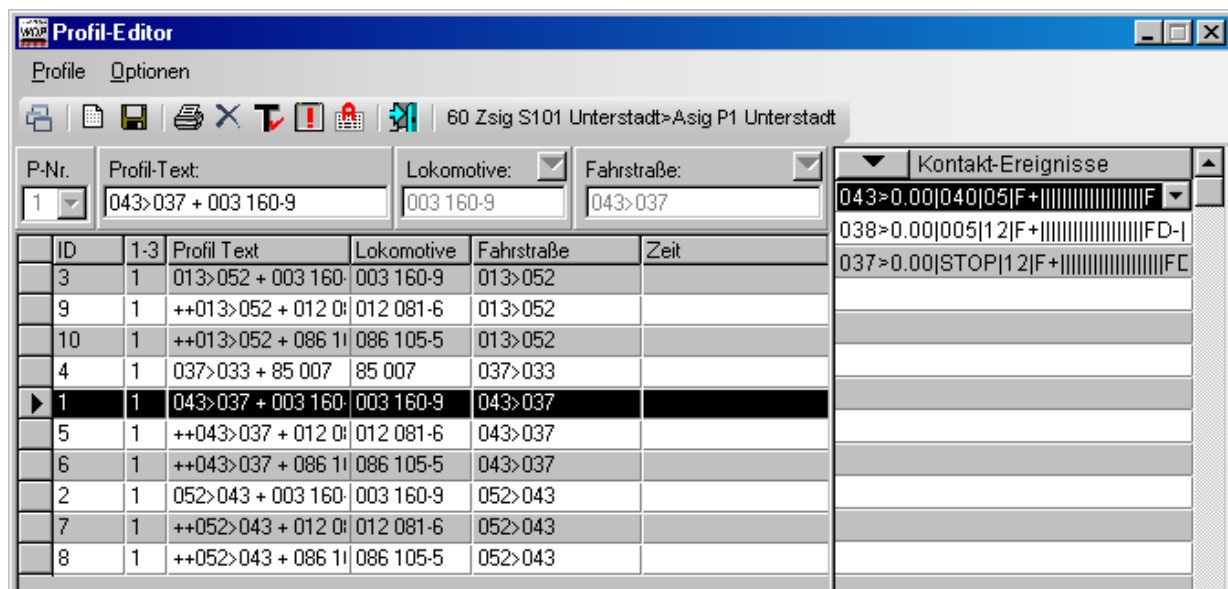 Profil-Editor
Profile Optionen
60 Zsig S101 Unterstadt>Asig P1 Unterstadt
P-Nr. Profil-Text: Lokomotive: Fahrstraße: Kontakt-Ereignisse
1 043>037 + 003 160-9 003 160-9 043>037 043>0.00|040|05|F+|||||||||||||||||||F
038>0.00|005|12|F+|||||||||||||||||||FD-|
ID 1-3 Profil Text Lokomotive Fahrstraße Zeit 037>0.00|STOP|12|F+|||||||||||||||||||FD
3 1 013>052 + 003 160- 003 160-9 013>052
9 1 ++013>052 + 012 08 012 081-6 013>052
10 1 ++013>052 + 086 10 086 105-5 013>052
4 1 037>033 + 85 007 85 007 037>033
1 1 043>037 + 003 160- 003 160-9 043>037
5 1 ++043>037 + 012 08 012 081-6 043>037
6 1 ++043>037 + 086 10 086 105-5 043>037
2 1 052>043 + 003 160- 003 160-9 052>043
7 1 ++052>043 + 012 08 012 081-6 052>043
8 1 ++052>043 + 086 10 086 105-5 052>043